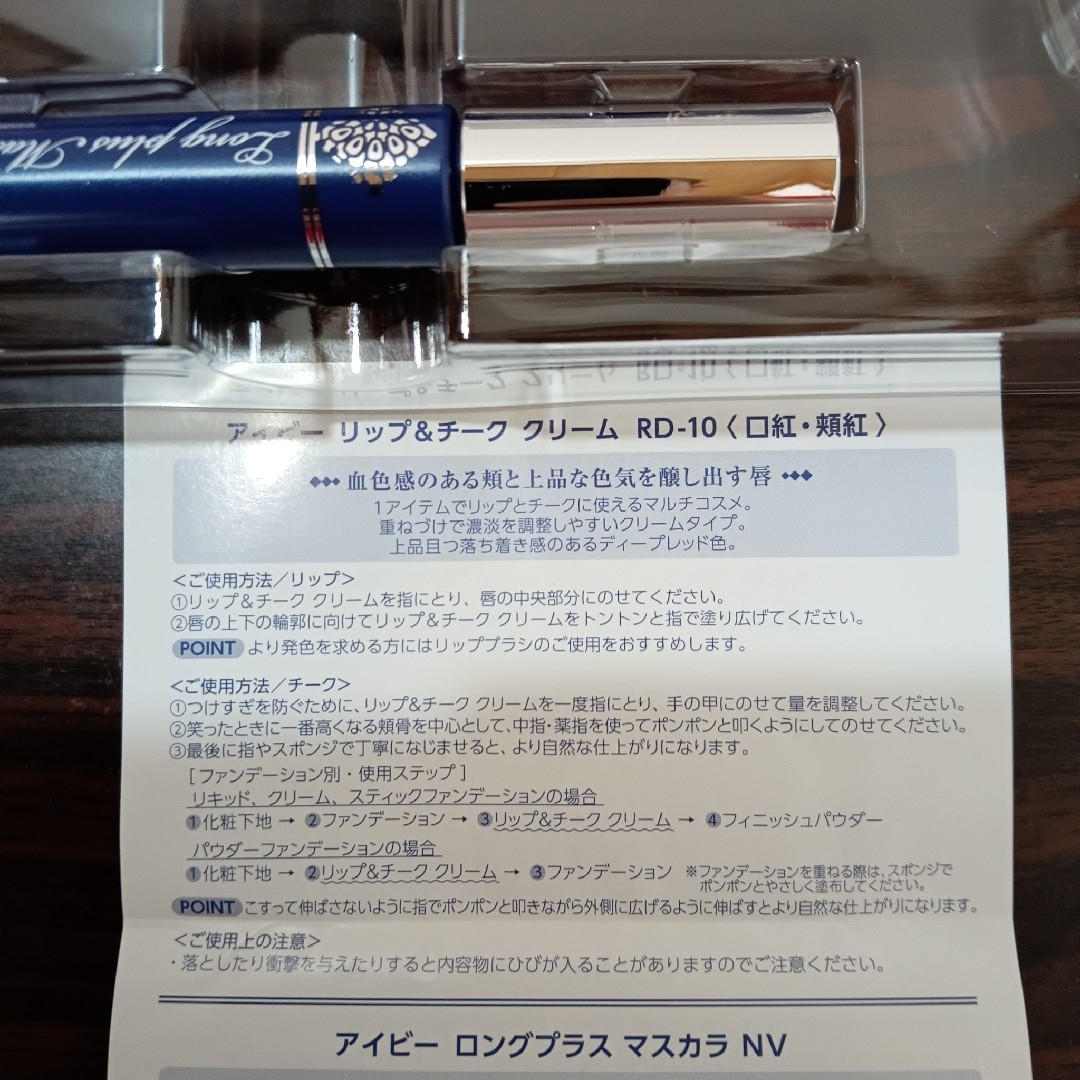 Long plus
アイビー リップ&チーク クリーム RD-10〈口紅・頬紅〉
血色感のある頬と上品な色気を醸し出す唇
1アイテムでリップとチークに使えるマルチコスメ。
重ねづけで濃淡を調整しやすいクリームタイプ。
上品且つ落ち着き感のあるディープレッド色。
<ご使用方法/リップ>
①リップ&チーク クリームを指にとり、唇の中央部分にのせてください。
②唇の上下の輪郭に向けてリップ&チーク クリームをトントンと指で塗り広げてください。
POINT より発色を求める方にはリップブラシのご使用をおすすめします。
<ご使用方法/チーク>
①つけすぎを防ぐために、リップ&チーク クリームを一度指にとり、手の甲にのせて量を調整してください。
②笑ったときに一番高くなる頬骨を中心として、中指・薬指を使ってポンポンと叩くようにしてのせてください。
③最後に指やスポンジで丁寧になじませると、より自然な仕上がりになります。
[ファンデーション別・使用ステップ]
リキッド、クリーム、スティックファンデーションの場合
❶化粧下地 → ❷ファンデーション → ❸リップ&チーク クリーム → ❹フィニッシュパウダー
パウダーファンデーションの場合
❶化粧下地 → ❷リップ&チーク クリーム → ❸ファンデーション ※ファンデーションを重ねる際は、スポンジで
ポンポンとやさしく塗布してください。
POINT こすって伸ばさないように指でポンポンと叩きながら外側に広げるように伸ばすとより自然な仕上がりになります。
<ご使用上の注意>
・落としたり衝撃を与えたりすると内容物にひびが入ることがありますのでご注意ください。
アイビー ロングプラス マスカラ NV